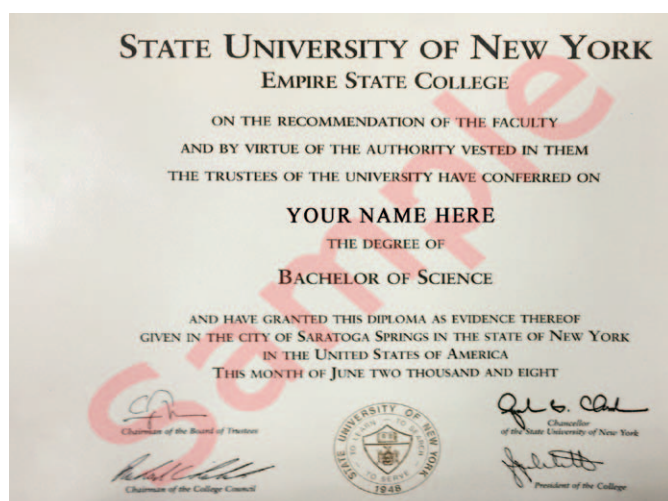 STATE UNIVERSITY OF NEW YORK
EMPIRE STATE COLLEGE
ON THE RECOMMENDATION OF THE FACULTY
AND BY VIRTUE OF THE AUTHORITY VESTED IN THEM
THE TRUSTEES OF THE UNIVERSITY HAVE CONFERRED ON
YOUR NAME HERE
THE DEGREE OF
BACHELOR OF SCIENCE
AND HAVE GRANTED THIS DIPLOMA AS EVIDENCE THEREOF
GIVEN IN THE CITY OF SARATOGA SPRINGS IN THE STATE OF NEW YORK
IN THE UNITED STATES OF AMERICA
THIS MONTH OF JUNE TWO THOUSAND AND EIGHT
Sample
Chairman of the Board of Trustees
Chancellor
of the State University of New York
Chairman of the College Council
President of the College
STATE UNIVERSITY OF NEW YORK
TO LEARN TO SEARCH
TO SERVE
1948